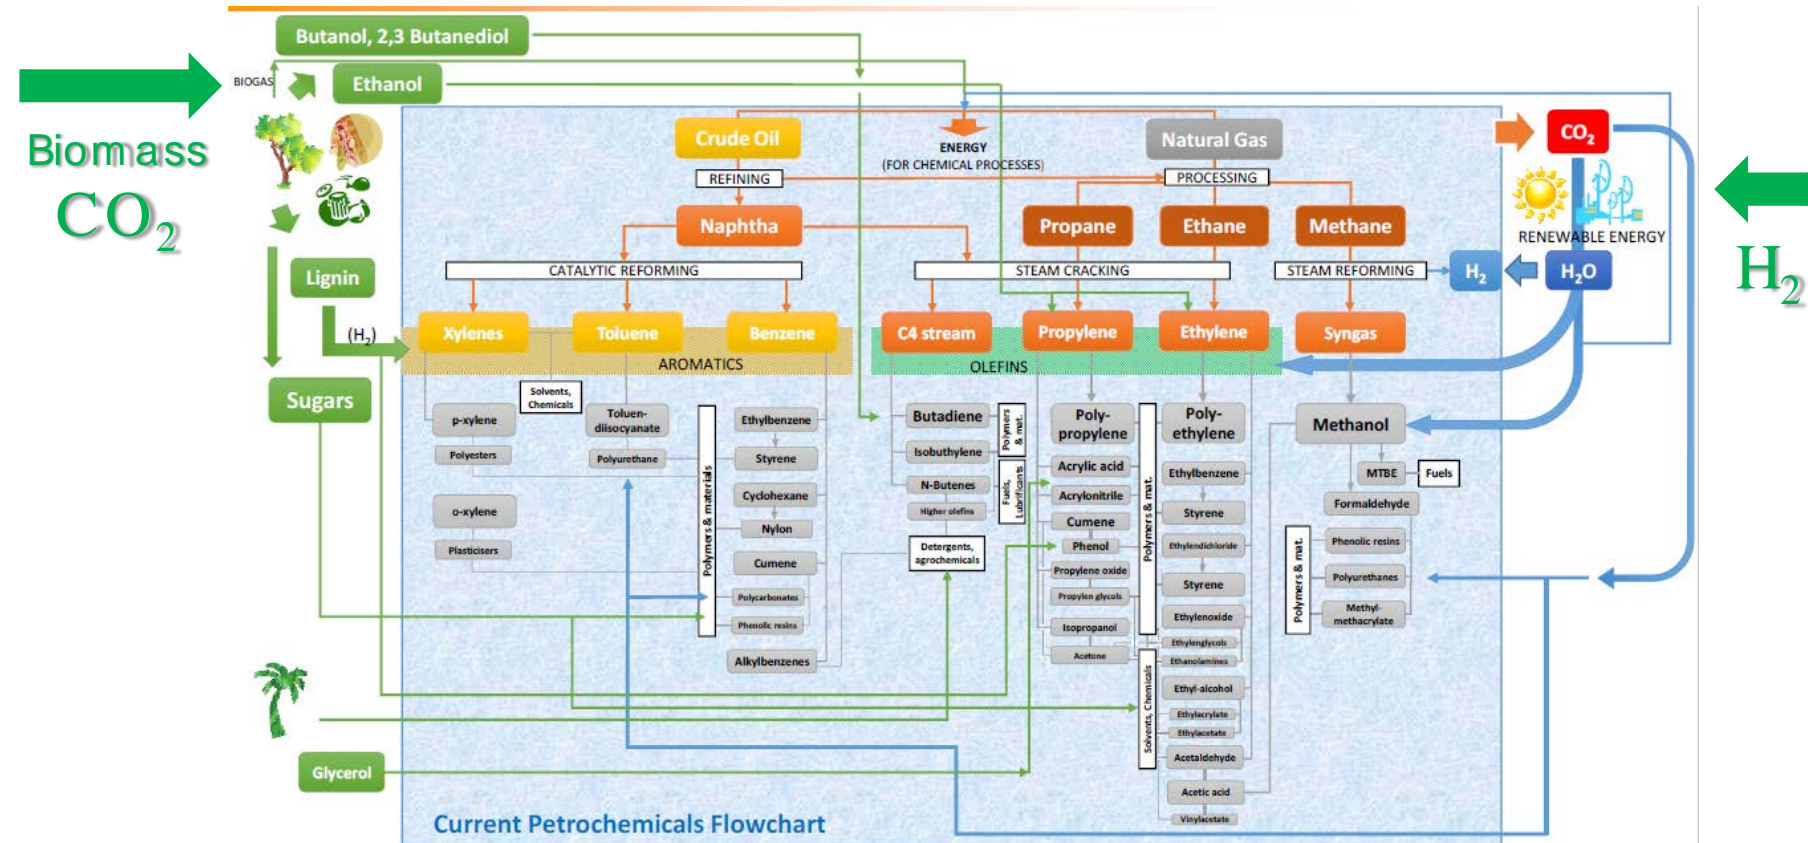 Butanol, 2,3 Butanediol
BIOGAS
Ethanol
Biomass
CO2
Crude Oil
ENERGY
(FOR CHEMICAL PROCESSES)
Natural Gas
CO2
REFINING
PROCESSING
Naphtha
Propane
Ethane
Methane
RENEWABLE ENERGY
H2
Lignin
CATALYTIC REFORMING
STEAM CRACKING
STEAM REFORMING
H2
H2O
(H2)
Xylenes
Toluene
Benzene
C4 stream
Propylene
Ethylene
Syngas
AROMATICS
OLEFINS
Sugars
Solvents,
Chemicals
p-xylene
Polyesters
o-xylene
Plasticisers
Toluen-
diisocyanate
Polyurethane
Polymers & materials
Ethylbenzene
Styrene
Cyclohexane
Nylon
Cumene
Polycarbonates
Phenolic resins
Alkylbenzenes
Butadiene
Isobuthylene
N-Butenes
Higher olefins
Polymers
& mat.
Fuels,
Lubrificants
Detergents,
agrochemicals
Poly-
propylene
Acrylic acid
Acrylonitrile
Cumene
Phenol
Propylene oxide
Propylen glycols
Isopropanol
Acetone
Polymers & mat.
Solvents, Chemicals
Poly-
ethylene
Ethylbenzene
Styrene
Ethylendichloride
Styrene
Ethylenoxide
Ethylenglycols
Ethanolamines
Ethyl-alcohol
Ethylacrylate
Ethylacetate
Acetaldehyde
Acetic acid
Vinylacetate
Methanol
MTBE
Fuels
Formaldehyde
Phenolic resins
Polyurethanes
Methyl-
methacrylate
Polymers & mat.
Glycerol
Current Petrochemicals Flowchart